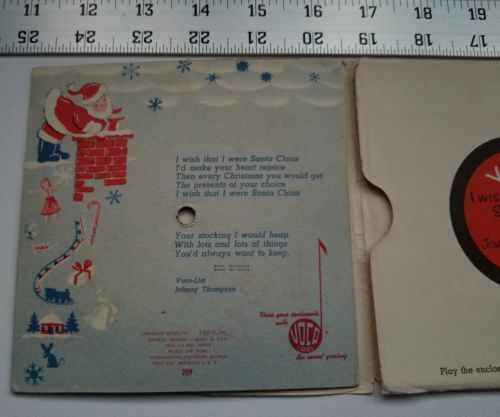 11 12 13 14 15 16 17 18 19
25 24 23 22 21 20 19 18 17
I wish that I were Santa Claus
I'd make your heart rejoice
Then every Christmas you would get
The presents of your choice
I wish that I were Santa Claus
Your stocking I would heap
With lots and lots of things
You'd always want to keep.
Voco-List
Johnny Thompson
209
Voice your sentiments
with
VOCO
the record greeting
I wis
Play the enclos